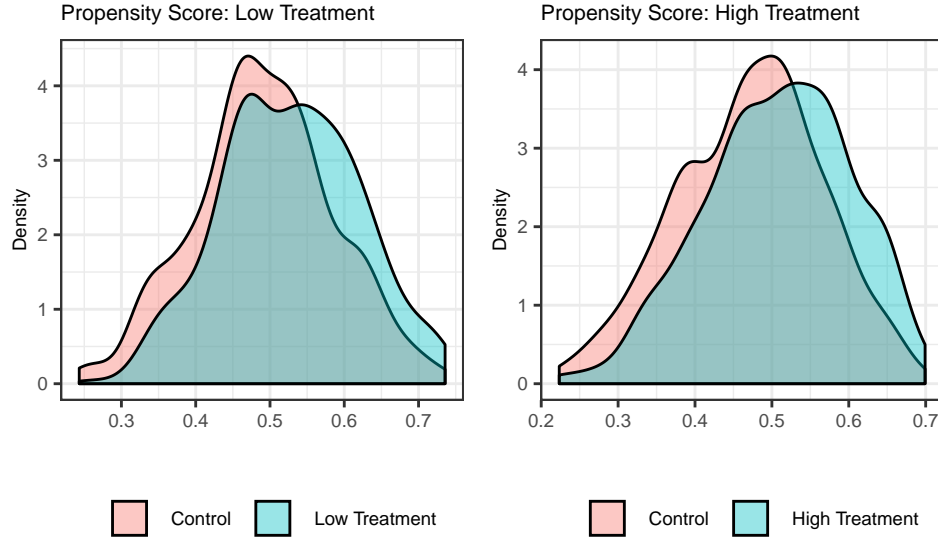 Propensity Score: Low Treatment
Density
4
3
2
1
0
0.3 0.4 0.5 0.6 0.7
Control Low Treatment
Propensity Score: High Treatment
Density
4
3
2
1
0
0.2 0.3 0.4 0.5 0.6 0.7
Control High Treatment